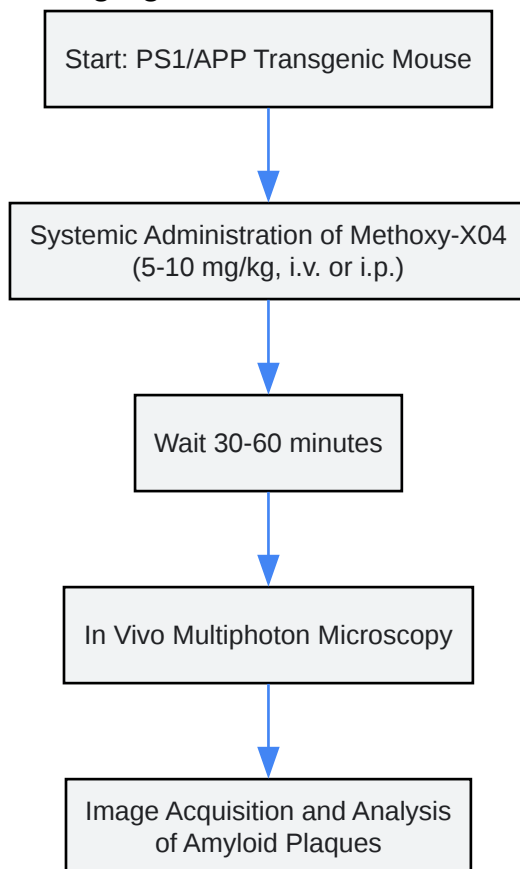 Start: PS1/APP Transgenic Mouse
Systemic Administration of Methoxy-X04
(5-10 mg/kg, i.v. or i.p.)
Wait 30-60 minutes
In Vivo Multiphoton Microscopy
Image Acquisition and Analysis
of Amyloid Plaques